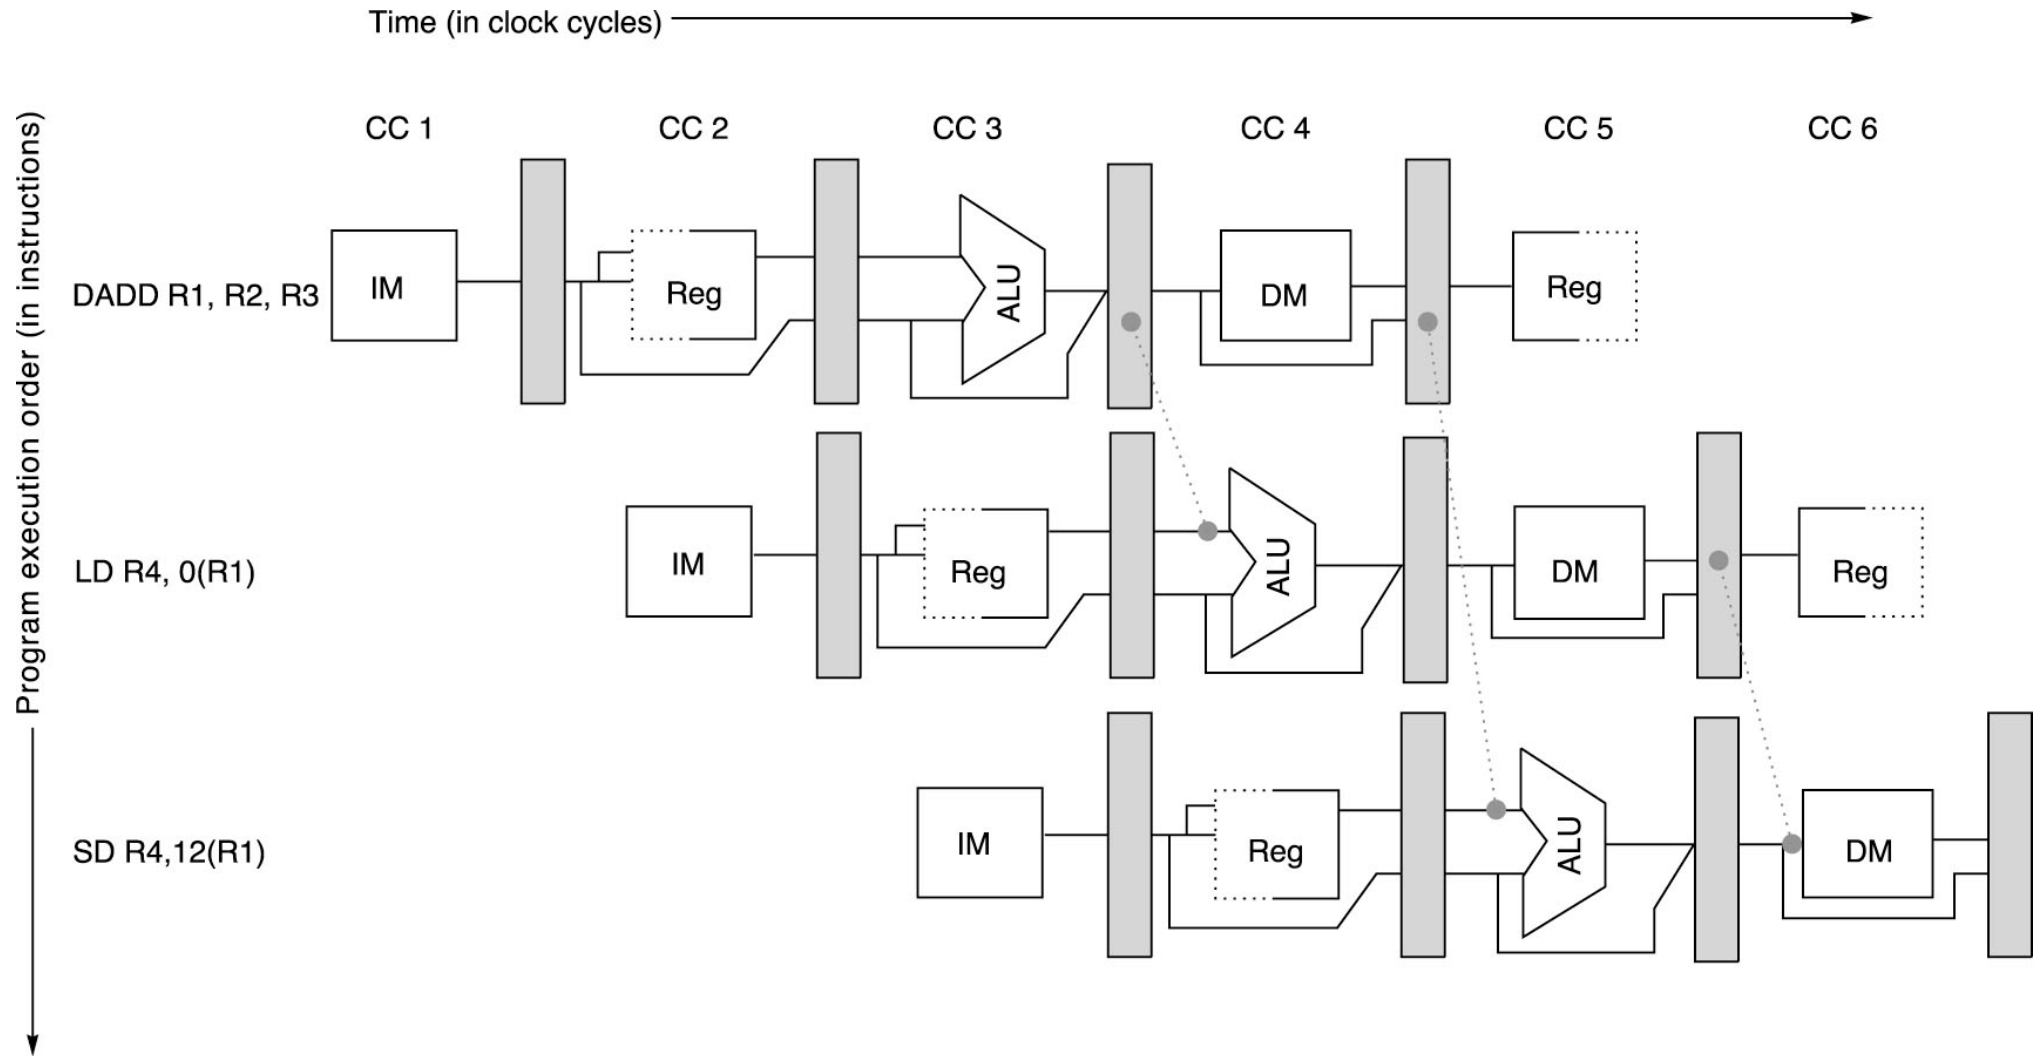 Time (in clock cycles)
CC 1 CC 2 CC 3 CC 4 CC 5 CC 6
Program execution order (in instructions)
DADD R1, R2, R3 IM Reg ALU DM Reg
LD R4, 0(R1) IM Reg ALU DM Reg
SD R4,12(R1) IM Reg ALU DM